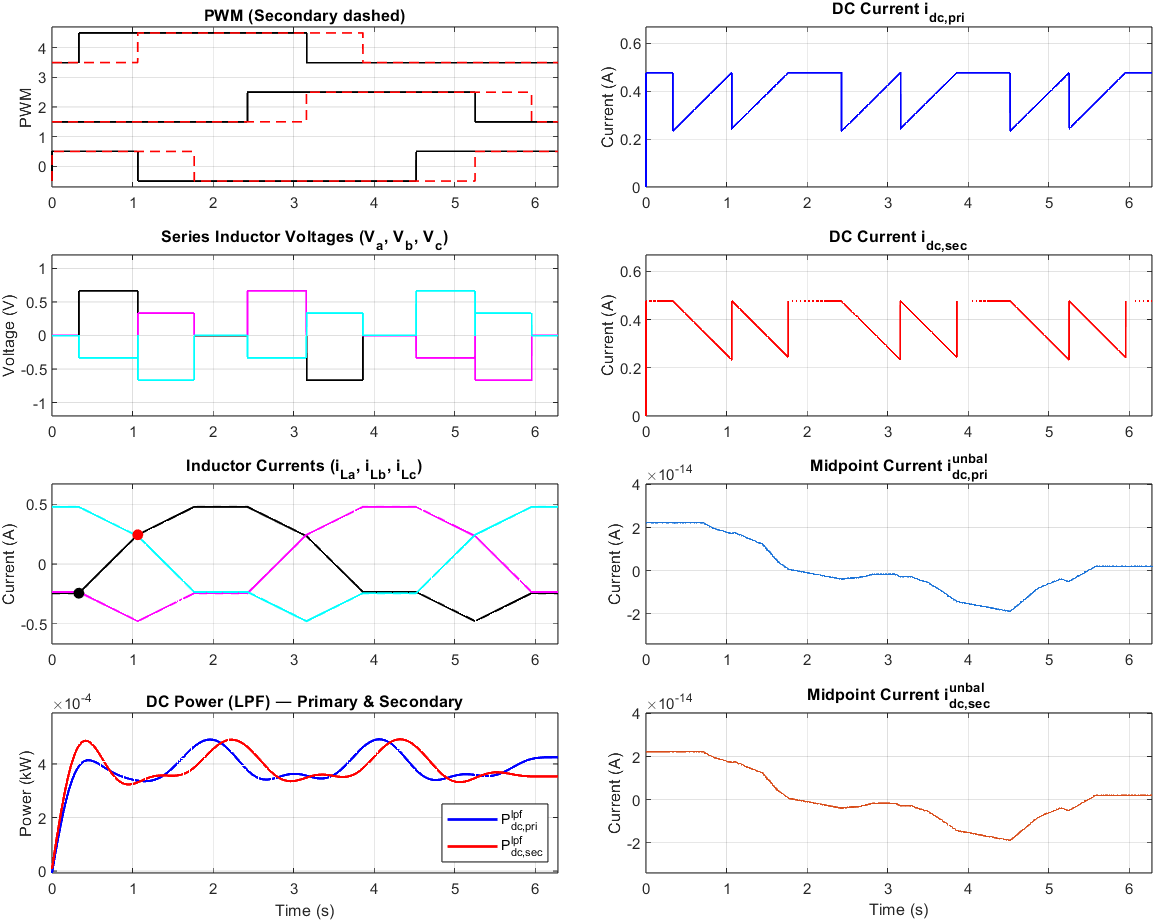 PWM (Secondary dashed)
PWM
4
3
2
1
0
0 1 2 3 4 5 6
DC Current i_dc,pri
Current (A)
0.6
0.4
0.2
0
0 1 2 3 4 5 6
Series Inductor Voltages (V_a, V_b, V_c)
Voltage (V)
1
0.5
0
-0.5
-1
0 1 2 3 4 5 6
DC Current i_dc,sec
Current (A)
0.6
0.4
0.2
0
0 1 2 3 4 5 6
Inductor Currents (i_La, i_Lb, i_Lc)
Current (A)
0.5
0
-0.5
0 1 2 3 4 5 6
Midpoint Current i_dc,pri^unbal
×10^-14
Current (A)
4
2
0
-2
0 1 2 3 4 5 6
DC Power (LPF) — Primary & Secondary
×10^-4
Power (kW)
4
2
0
0 1 2 3 4 5 6
Time (s)
P_dc,pri^lpf
P_dc,sec^lpf
Midpoint Current i_dc,sec^unbal
×10^-14
Current (A)
4
2
0
-2
0 1 2 3 4 5 6
Time (s)